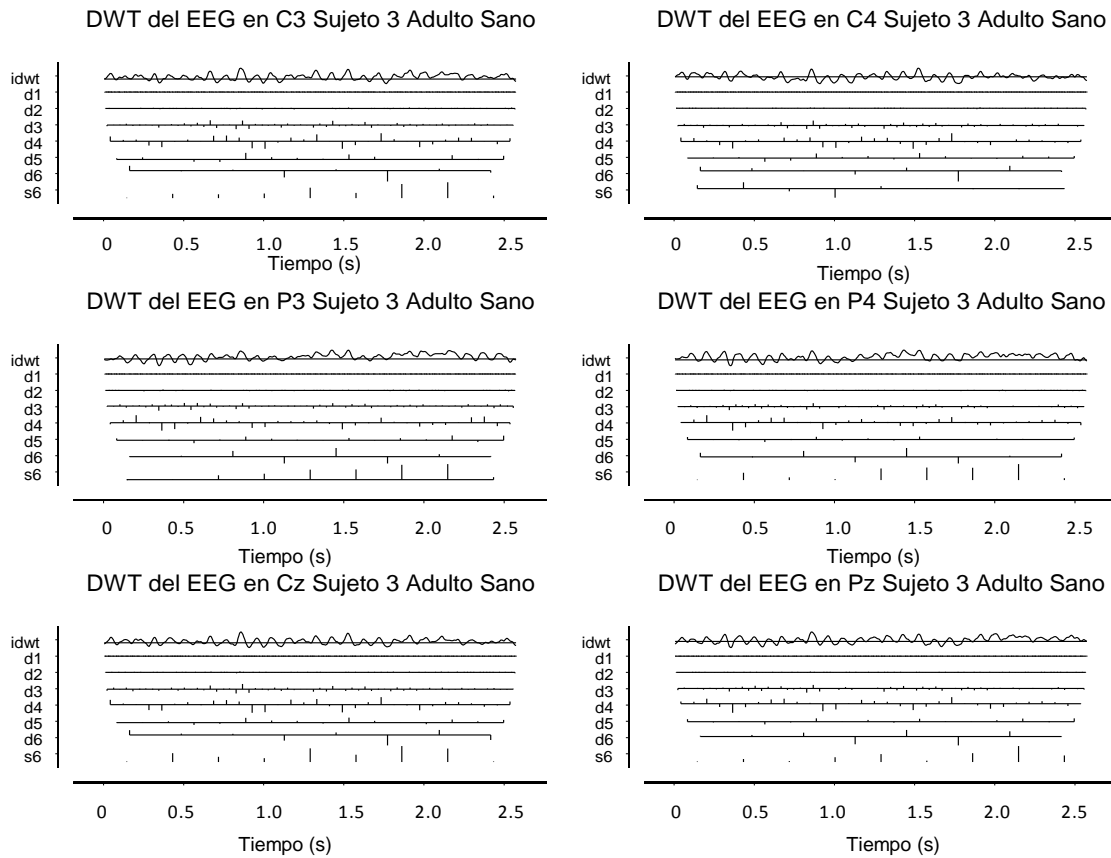 DWT del EEG en C3 Sujeto 3 Adulto Sano
idwt
d1
d2
d3
d4
d5
d6
s6
0 0.5 1.0 1.5 2.0 2.5
Tiempo (s)
DWT del EEG en C4 Sujeto 3 Adulto Sano
idwt
d1
d2
d3
d4
d5
d6
s6
0 0.5 1.0 1.5 2.0 2.5
Tiempo (s)
DWT del EEG en P3 Sujeto 3 Adulto Sano
idwt
d1
d2
d3
d4
d5
d6
s6
0 0.5 1.0 1.5 2.0 2.5
Tiempo (s)
DWT del EEG en P4 Sujeto 3 Adulto Sano
idwt
d1
d2
d3
d4
d5
d6
s6
0 0.5 1.0 1.5 2.0 2.5
Tiempo (s)
DWT del EEG en Cz Sujeto 3 Adulto Sano
idwt
d1
d2
d3
d4
d5
d6
s6
0 0.5 1.0 1.5 2.0 2.5
Tiempo (s)
DWT del EEG en Pz Sujeto 3 Adulto Sano
idwt
d1
d2
d3
d4
d5
d6
s6
0 0.5 1.0 1.5 2.0 2.5
Tiempo (s)